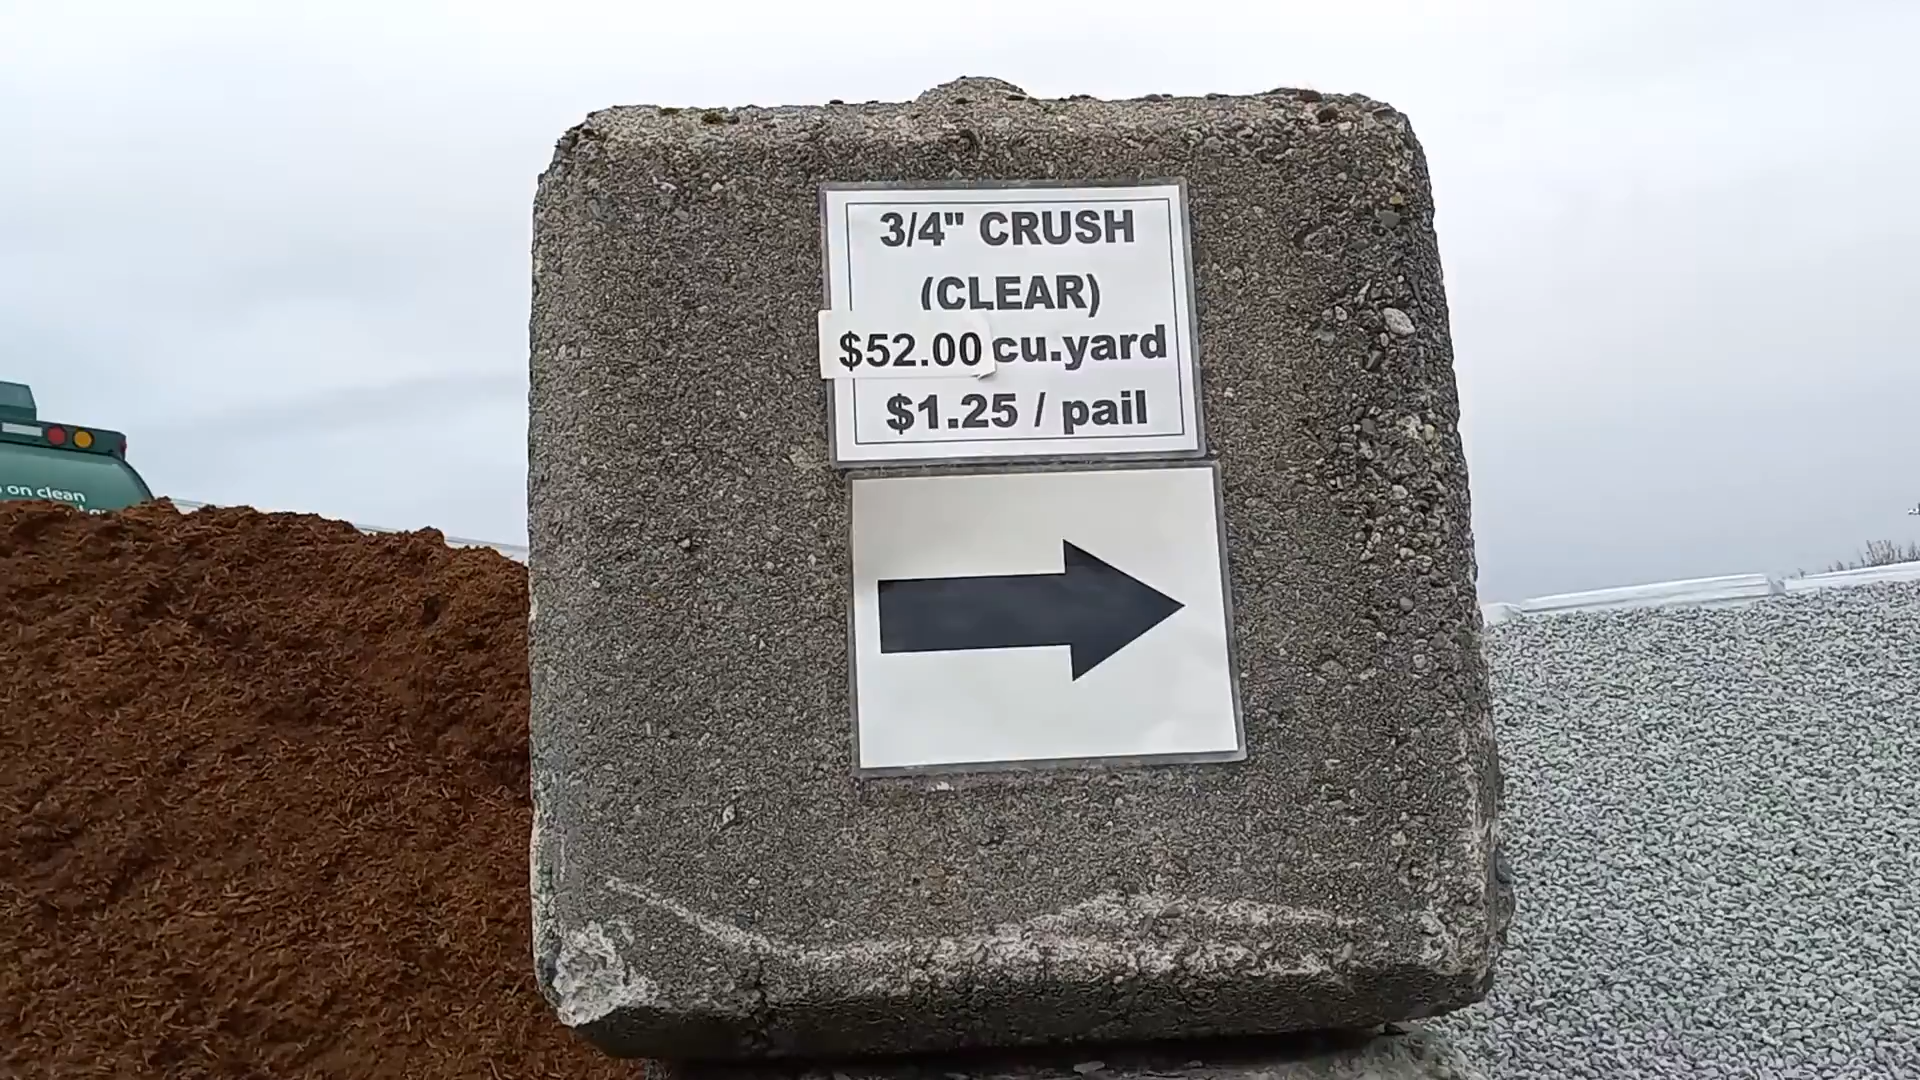 3/4" CRUSH
(CLEAR)
$52.00 cu.yard
$1.25 / pail
on clean